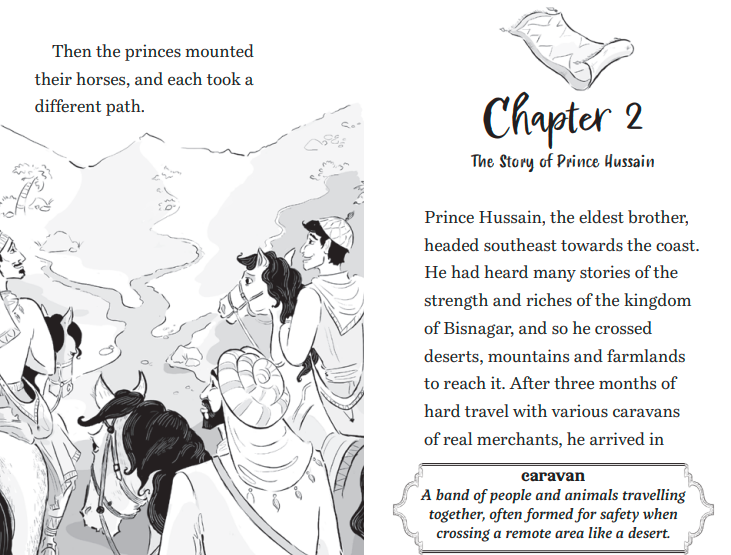 Then the princes mounted
their horses, and each took a
different path.
Chapter 2
The Story of Prince Hussain
Prince Hussain, the eldest brother,
headed southeast towards the coast.
He had heard many stories of the
strength and riches of the kingdom
of Bisnagar, and so he crossed
deserts, mountains and farmlands
to reach it. After three months of
hard travel with various caravans
of real merchants, he arrived in
caravan
A band of people and animals travelling
together, often formed for safety when
crossing a remote area like a desert.